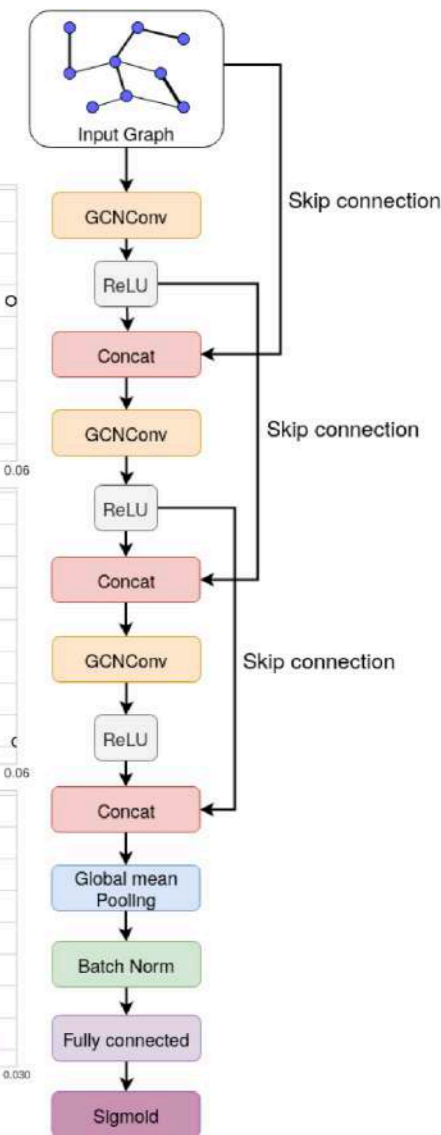 Input Graph
Skip connection
GCNConv
ReLU
Concat
GCNConv
Skip connection
0.06
ReLU
Concat
GCNConv
Skip connection
ReLU
0.06
Concat
Global mean
Pooling
Batch Norm
Fully connected
0.030
Sigmoid